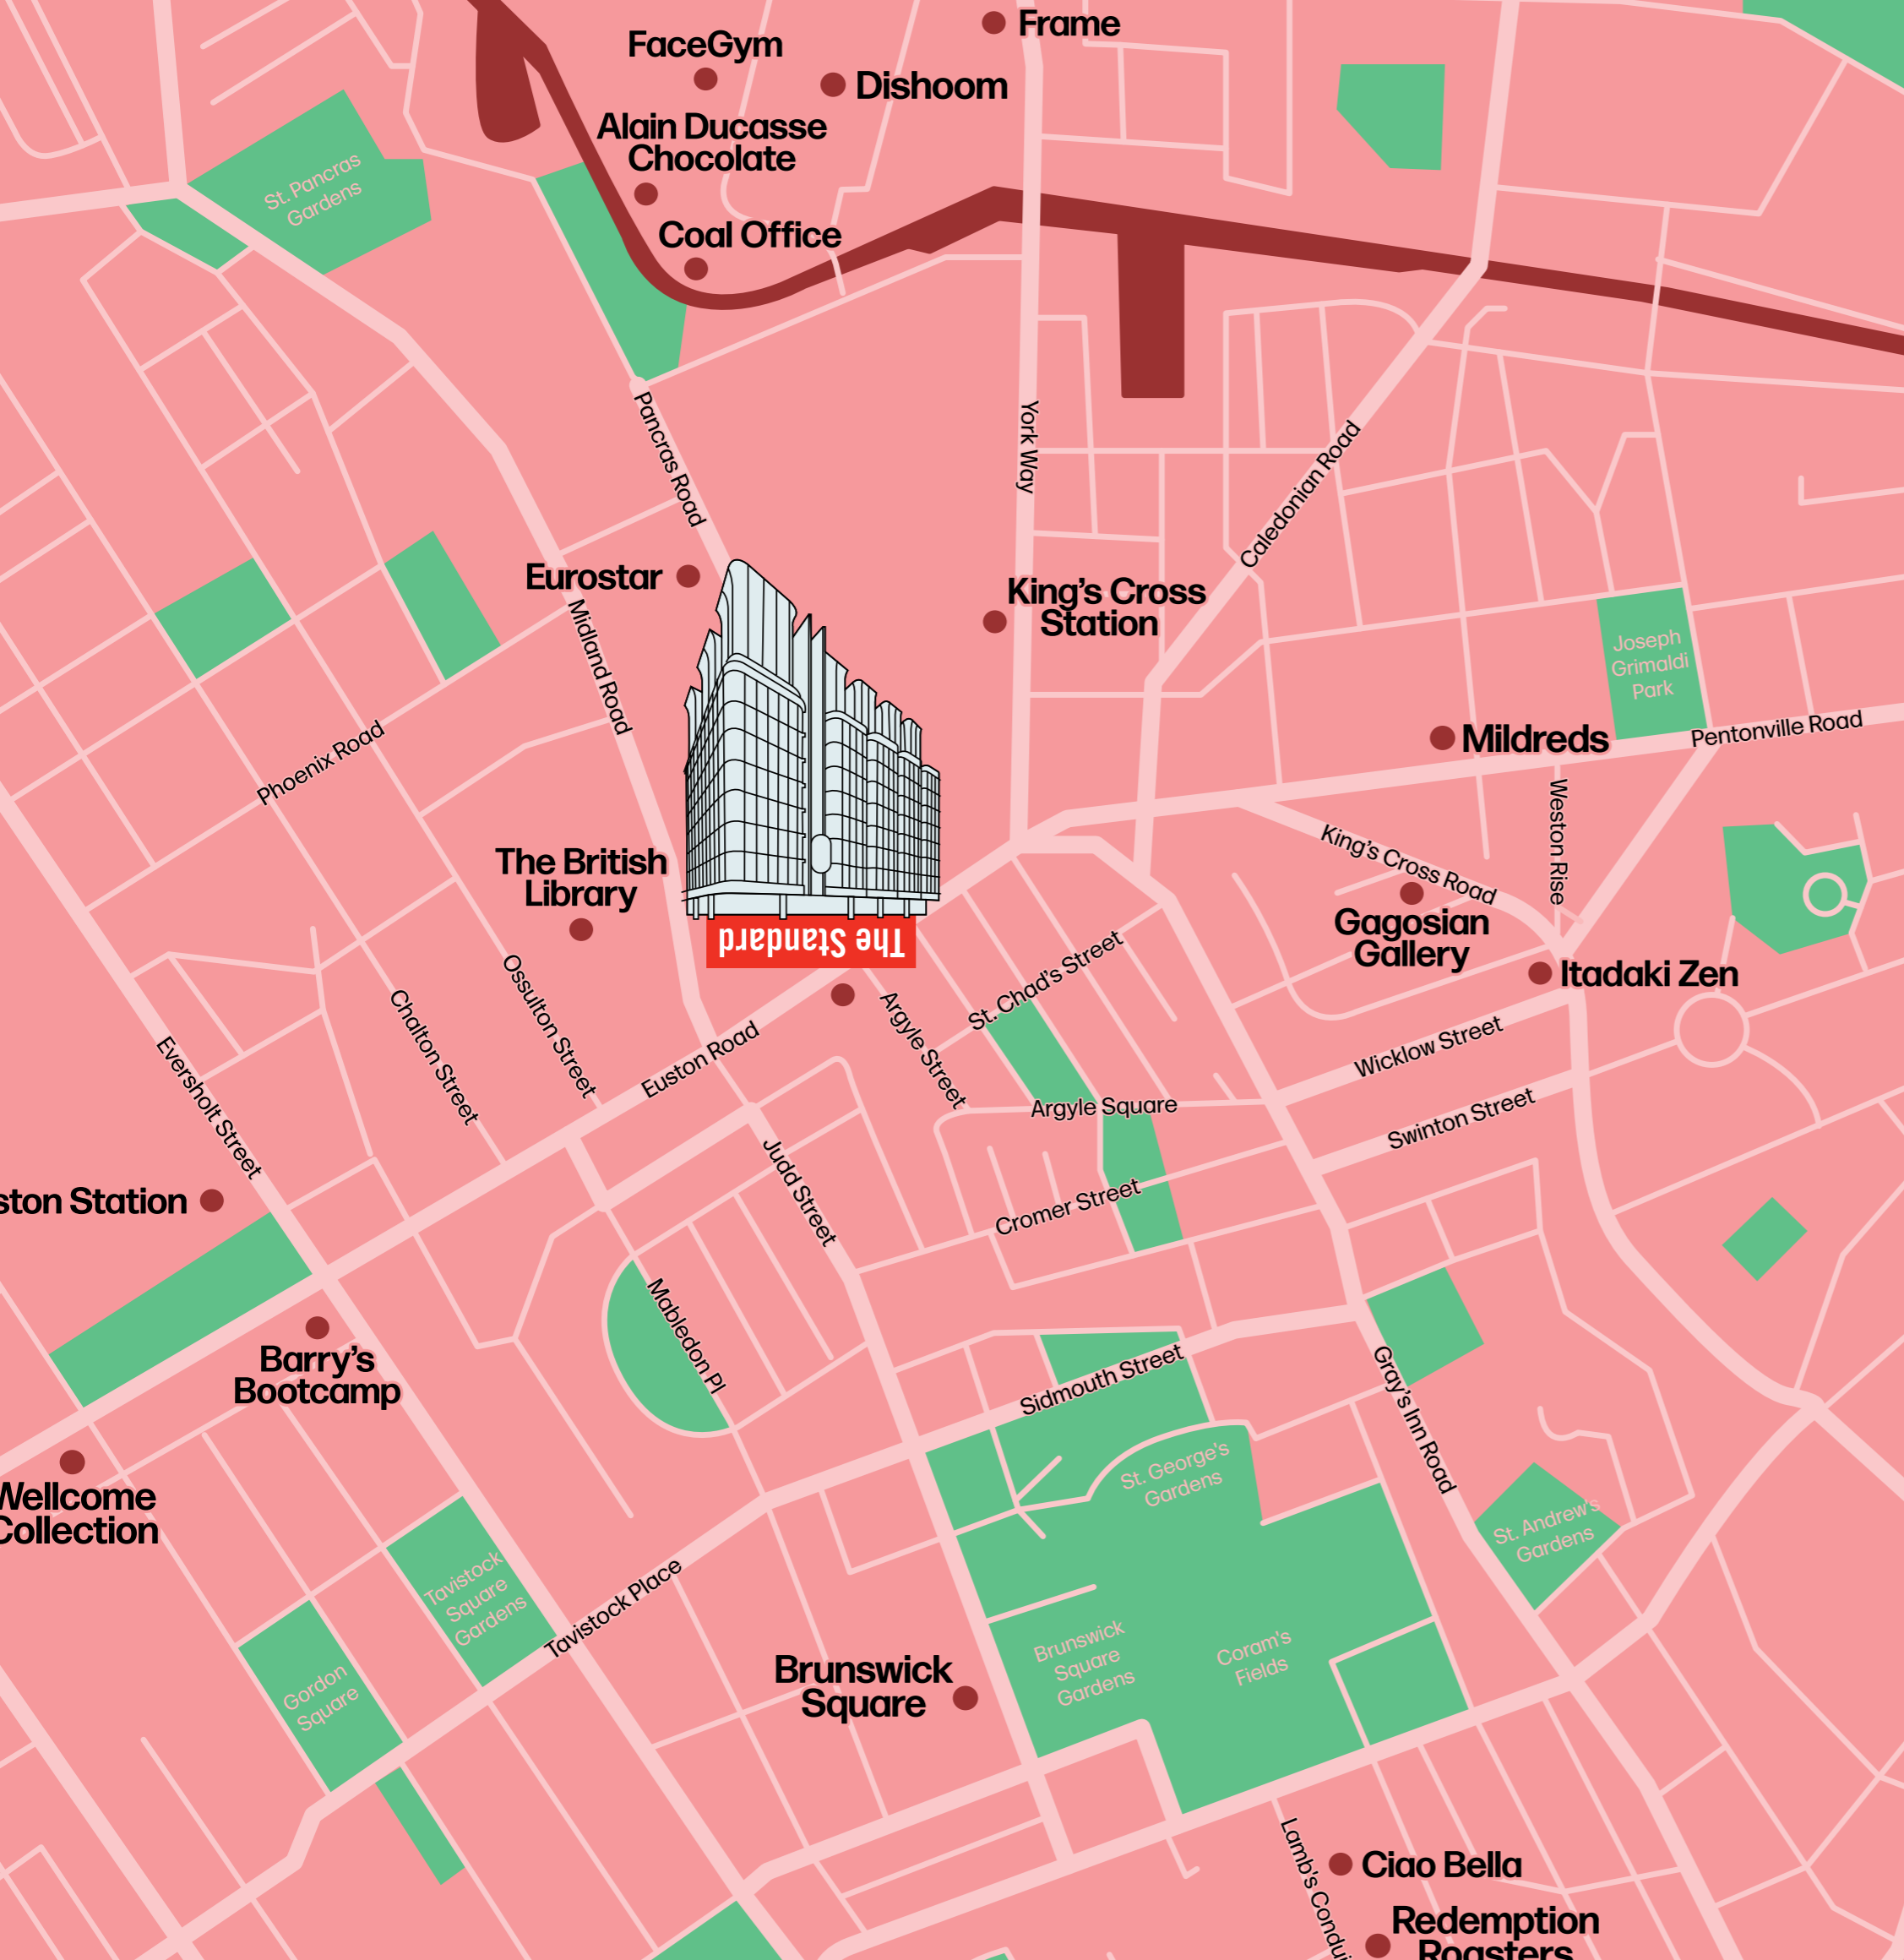 Frame
FaceGym
Dishoom
Alain Ducasse
Chocolate
St. Pancras
Gardens
Coal Office
Pancras Road
York Way
Caledonian Road
Eurostar
King's Cross
Station
Midland Road
Joseph
Grimaldi
Park
Mildreds
Pentonville Road
Phoenix Road
Weston Rise
King's Cross Road
The British
Library
Gagosian
Gallery
The Standard
Itadaki Zen
St. Chad's Street
Ossulton Street
Chalton Street
Argyle Street
Euston Road
Wicklow Street
Eversholt Street
Argyle Square
Swinton Street
Judd Street
ston Station
Cromer Street
Mabledon Pl
Barry's
Bootcamp
Sidmouth Street
Gray's Inn Road
St. George's
Gardens
Wellcome
Collection
St. Andrew's
Gardens
Tavistock
Square
Gardens
Tavistock Place
Brunswick
Square
Gardens
Coram's
Fields
Gordon
Square
Brunswick
Square
Lamb's Condui
Ciao Bella
Redemption
Roasters